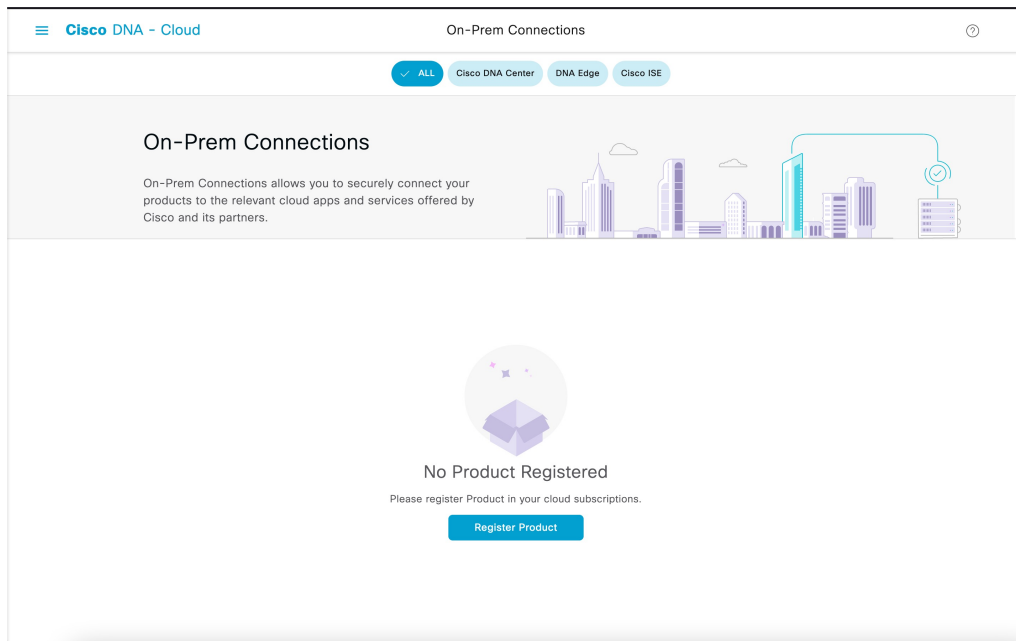 Cisco DNA - Cloud
On-Prem Connections
ALL
Cisco DNA Center
DNA Edge
Cisco ISE
On-Prem Connections
On-Prem Connections allows you to securely connect your
products to the relevant cloud apps and services offered by
Cisco and its partners.
No Product Registered
Please register Product in your cloud subscriptions.
Register Product